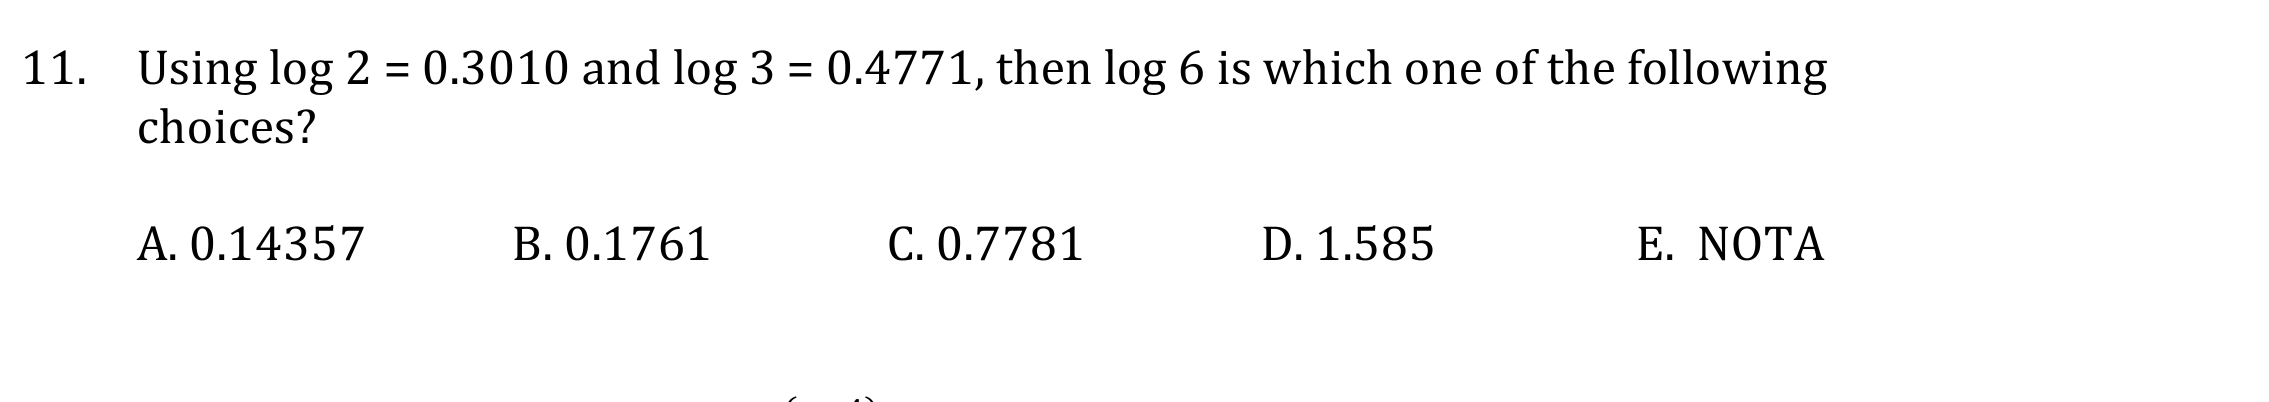 11. Using log 2 = 0.3010 and log 3 = 0.4771, then log 6 is which one of the following
choices?
A. 0.14357 B. 0.1761 C. 0.7781 D. 1.585 E. NOTA